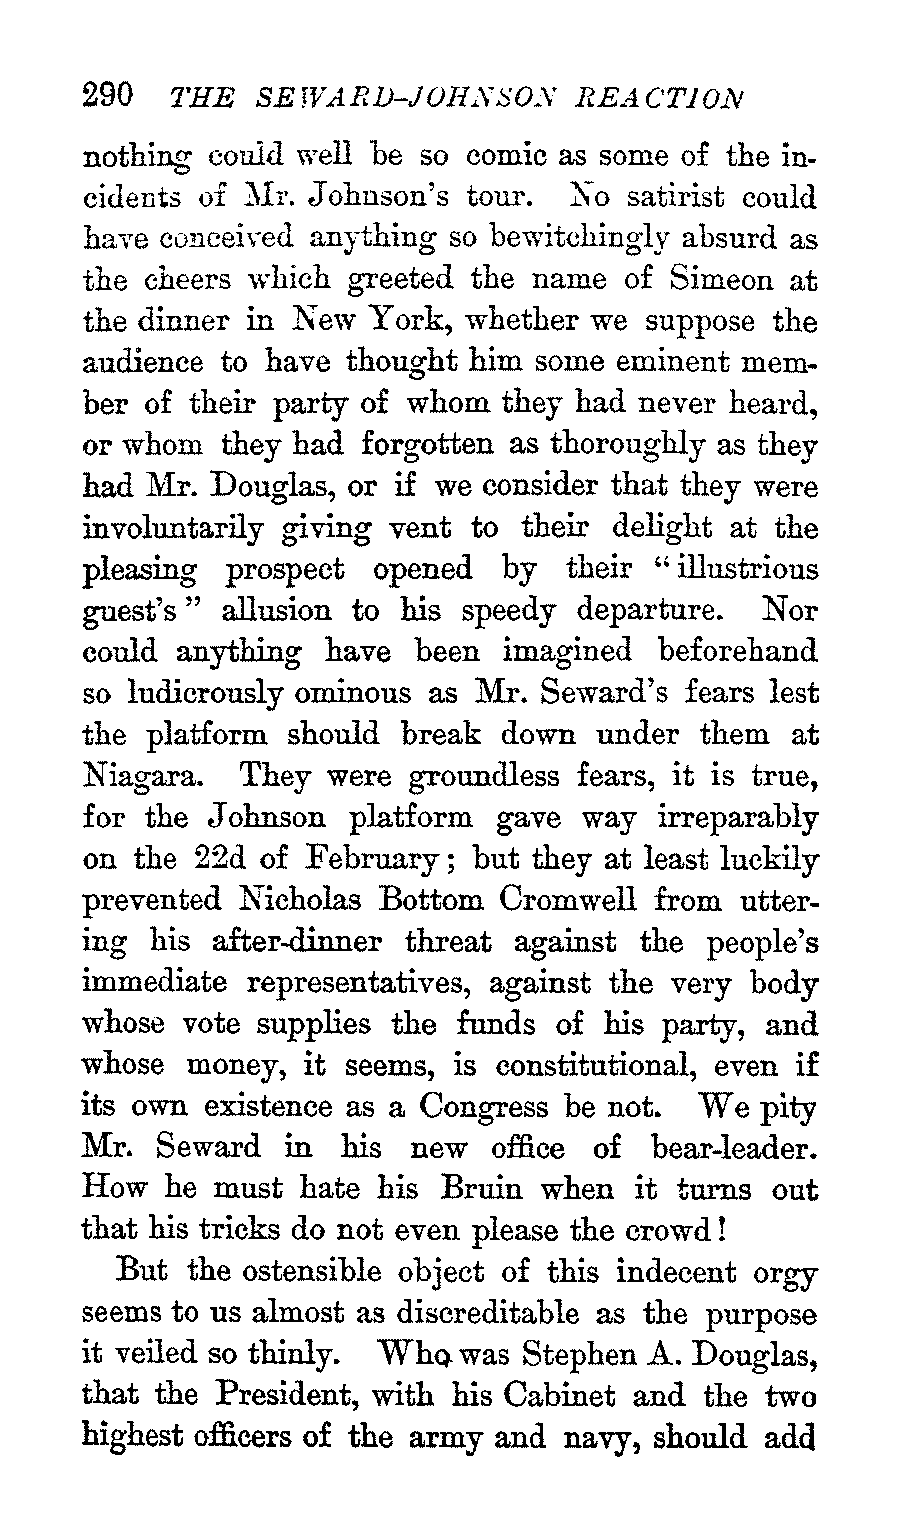 290 THE SEWARD-JOHNSON REACTION
nothing could well be so comic as some of the in-
cidents of Mr. Johnson's tour. No satirist could
have conceived anything so bewitchingly absurd as
the cheers which greeted the name of Simeon at
the dinner in New York, whether we suppose the
audience to have thought him some eminent mem-
ber of their party of whom they had never heard,
or whom they had forgotten as thoroughly as they
had Mr. Douglas, or if we consider that they were
involuntarily giving vent to their delight at the
pleasing prospect opened by their "illustrious
guest's" allusion to his speedy departure. Nor
could anything have been imagined beforehand
so ludicrously ominous as Mr. Seward's fears lest
the platform should break down under them at
Niagara. They were groundless fears, it is true,
for the Johnson platform gave way irreparably
on the 22d of February; but they at least luckily
prevented Nicholas Bottom Cromwell from utter-
ing his after-dinner threat against the people's
immediate representatives, against the very body
whose vote supplies the funds of his party, and
whose money, it seems, is constitutional, even if
its own existence as a Congress be not. We pity
Mr. Seward in his new office of bear-leader.
How he must hate his Bruin when it turns out
that his tricks do not even please the crowd!
But the ostensible object of this indecent orgy
seems to us almost as discreditable as the purpose
it veiled so thinly. Who was Stephen A. Douglas,
that the President, with his Cabinet and the two
highest officers of the army and navy, should add